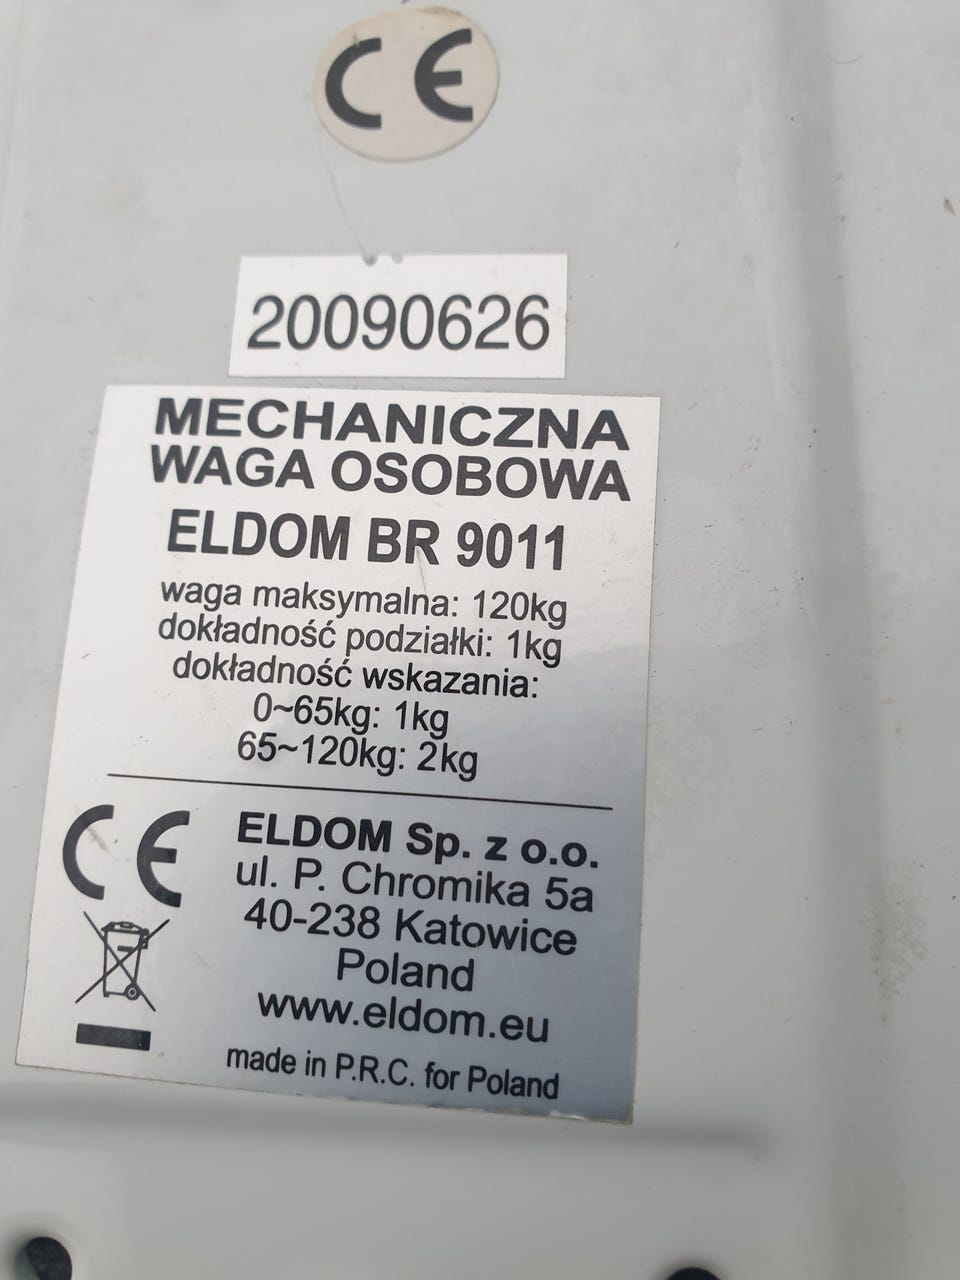 CE
20090626
MECHANICZNA
WAGA OSOBOWA
ELDOM BR 9011
waga maksymalna: 120kg
dokładność podziałki: 1kg
dokładność wskazania:
0~65kg: 1kg
65~120kg: 2kg
CE
ELDOM Sp. z o.o.
ul. P. Chromika 5a
40-238 Katowice
Poland
www.eldom.eu
made in P.R.C. for Poland